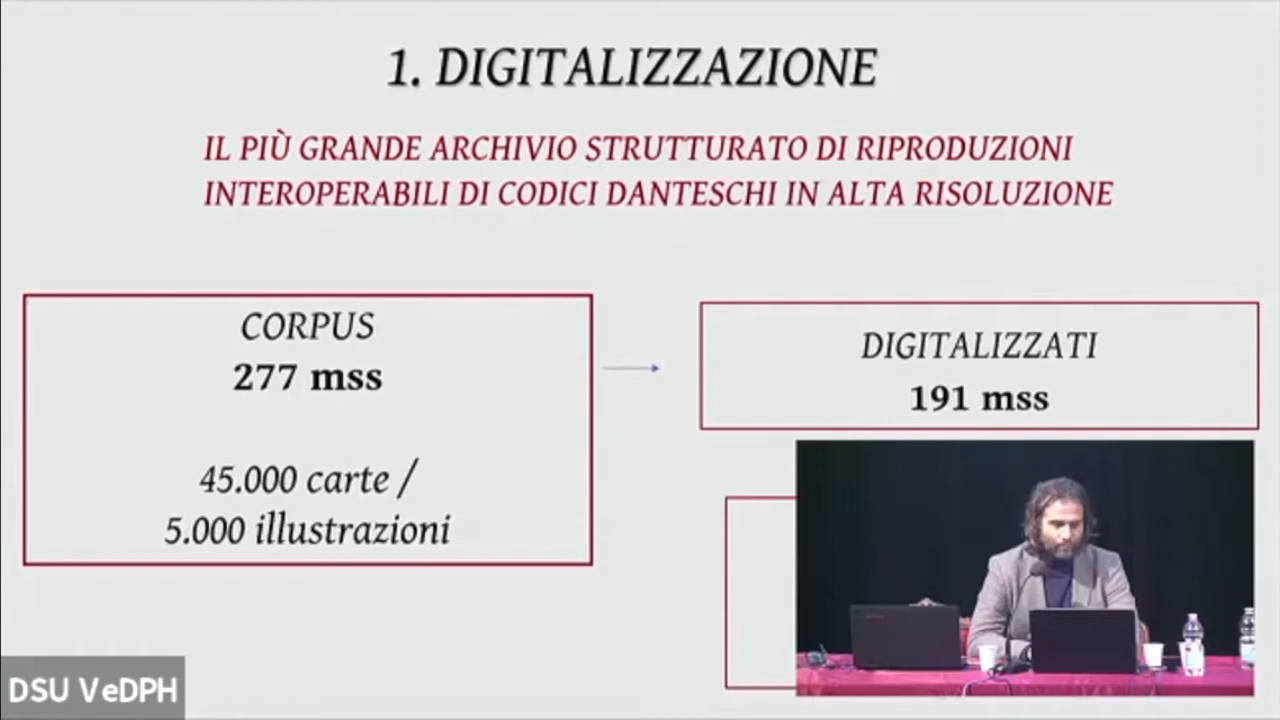 1. DIGITALIZZAZIONE
IL PIÙ GRANDE ARCHIVIO STRUTTURATO DI RIPRODUZIONI
INTEROPERABILI DI CODICI DANTESCHI IN ALTA RISOLUZIONE
CORPUS
277 mss
45.000 carte /
5.000 illustrazioni
DIGITALIZZATI
191 mss
DSU VeDPH